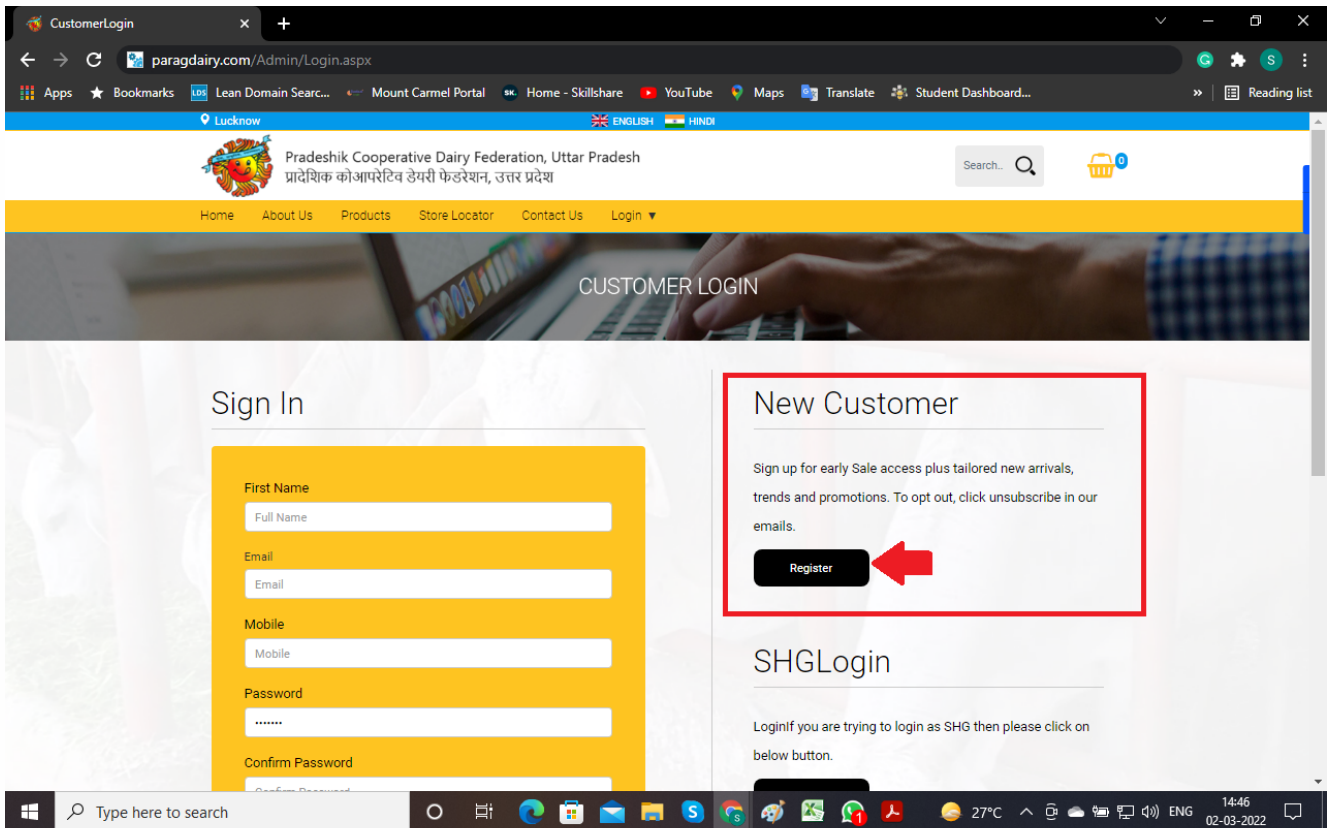 CustomerLogin
paragdairy.com/Admin/Login.aspx
G
S
Apps Bookmarks LDS Lean Domain Searc... Mount Carmel Portal SK. Home - Skillshare YouTube Maps Translate Student Dashboard... » Reading list
Lucknow ENGLISH HINDI
Pradeshik Cooperative Dairy Federation, Uttar Pradesh
प्रादेशिक कोआपरेटिव डेयरी फेडरेशन, उत्तर प्रदेश
Search..
0
Home About Us Products Store Locator Contact Us Login ▼
CUSTOMER LOGIN
Sign In
First Name
Full Name
Email
Email
Mobile
Mobile
Password
•••••••
Confirm Password
Confirm Password
New Customer
Sign up for early Sale access plus tailored new arrivals,
trends and promotions. To opt out, click unsubscribe in our
emails.
Register
SHGLogin
LoginIf you are trying to login as SHG then please click on
below button.
Type here to search
1
27°C
ENG
14:46
02-03-2022